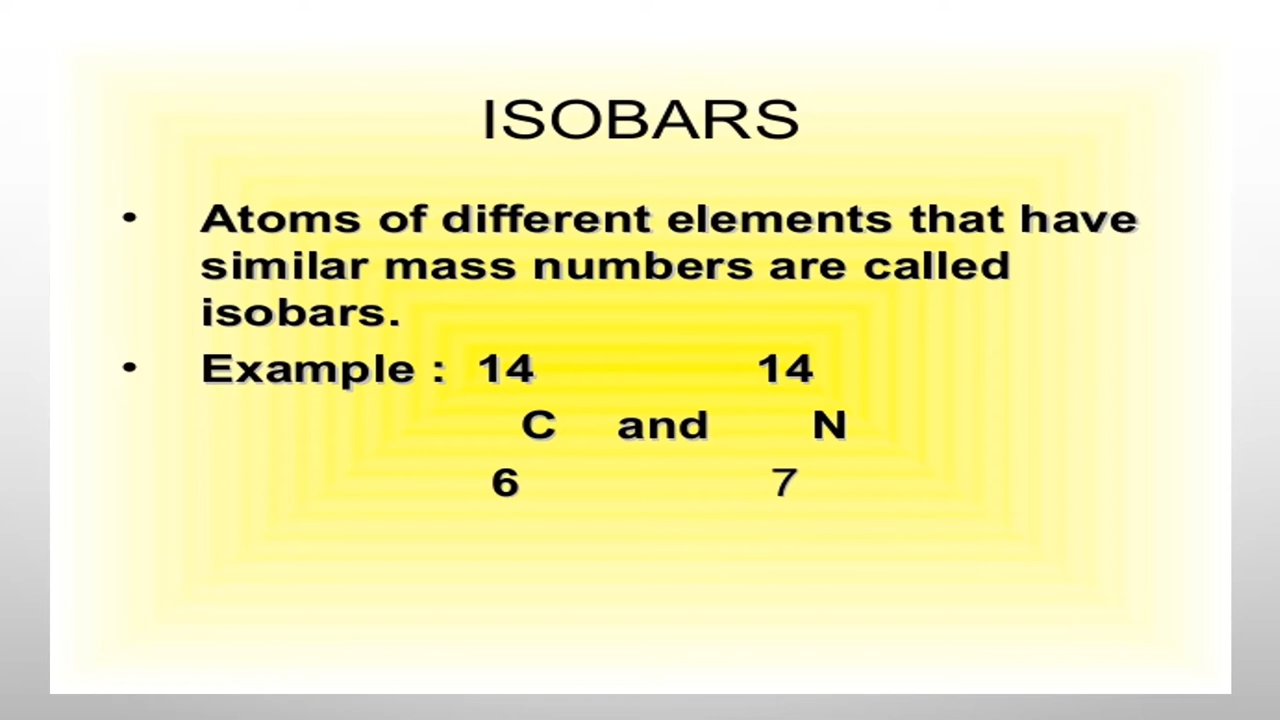 ISOBARS
• Atoms of different elements that have
similar mass numbers are called
isobars.
• Example : 14 14
C and N
6 7